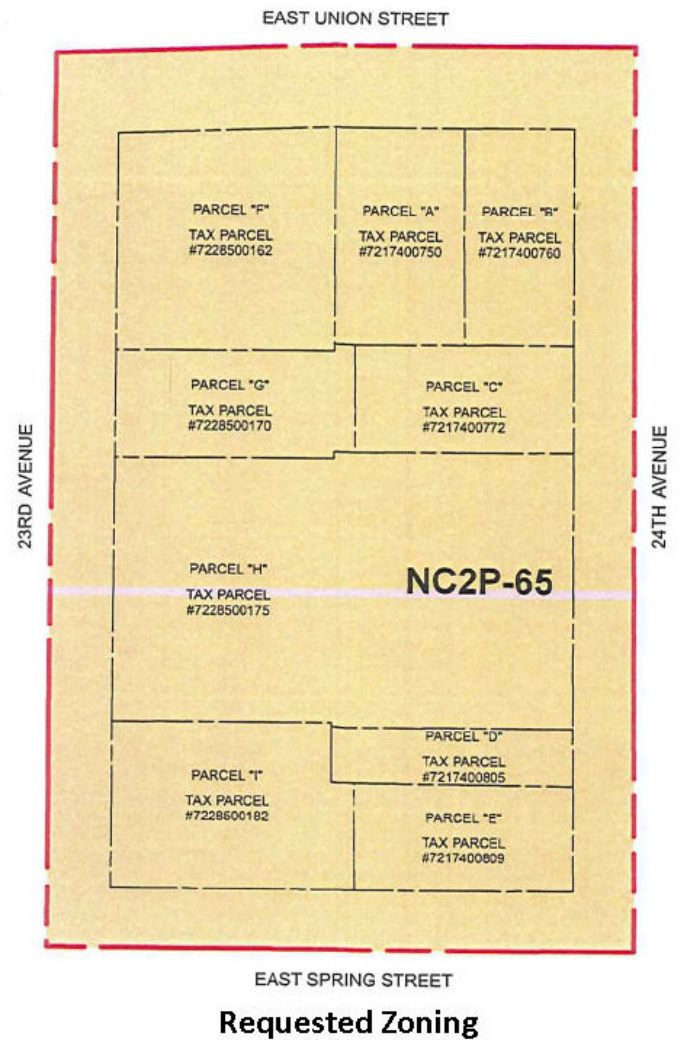 EAST UNION STREET
PARCEL "F"
TAX PARCEL
#7228500162
PARCEL "A"
TAX PARCEL
#7217400750
PARCEL "B"
TAX PARCEL
#7217400760
PARCEL "G"
TAX PARCEL
#7228500170
PARCEL "C"
TAX PARCEL
#7217400772
23RD AVENUE
24TH AVENUE
PARCEL "H"
TAX PARCEL
#7228500175
NC2P-65
PARCEL "D"
TAX PARCEL
#7217400805
PARCEL "I"
TAX PARCEL
#7228600182
PARCEL "E"
TAX PARCEL
#7217400809
EAST SPRING STREET
Requested Zoning